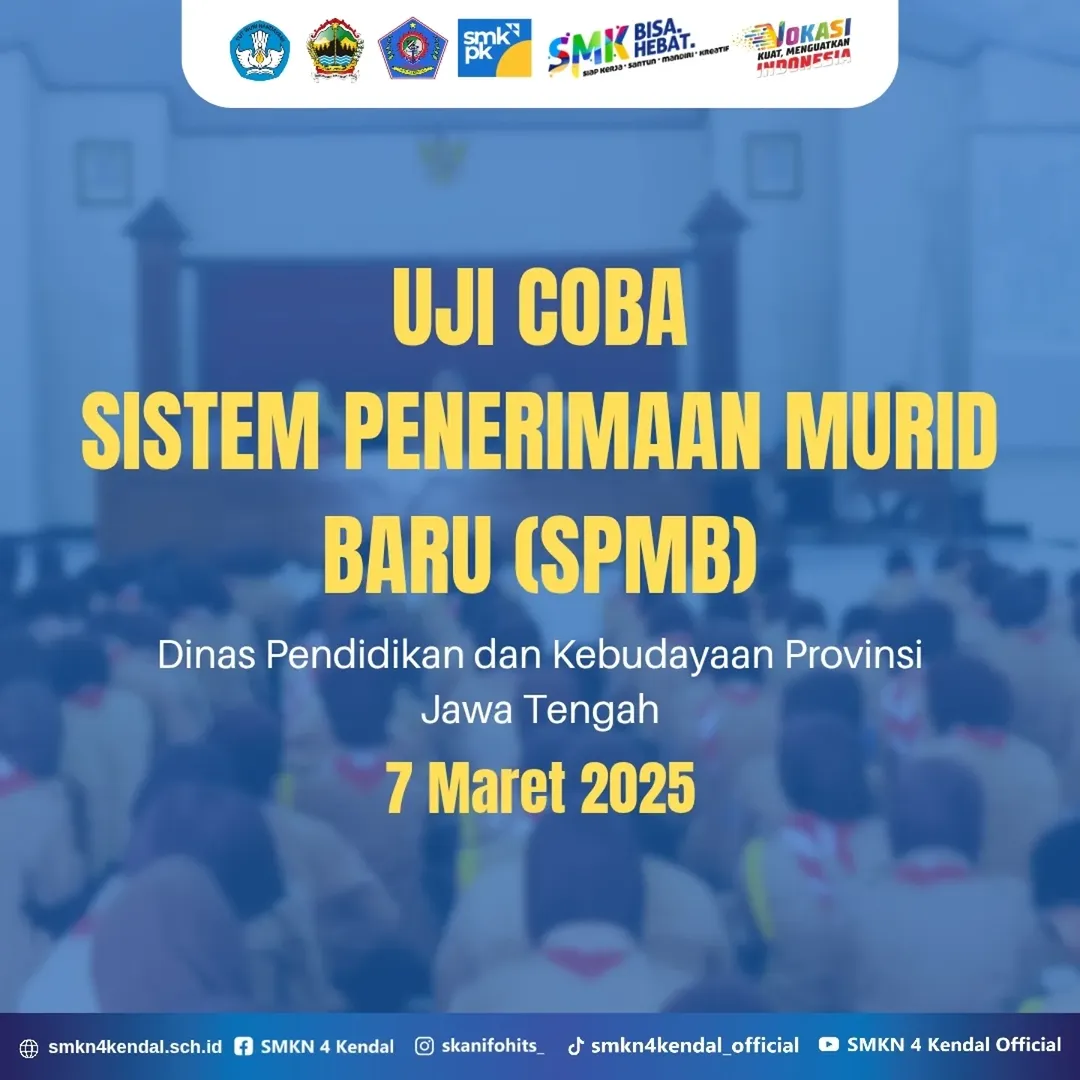 smk
pk
SMK BISA.
HEBAT.
SIAP KERJA • SANTUN • MANDIRI • KREATIF
VOKASI
KUAT, MENGUATKAN
INDONESIA
UJI COBA
SISTEM PENERIMAAN MURID
BARU (SPMB)
Dinas Pendidikan dan Kebudayaan Provinsi
Jawa Tengah
7 Maret 2025
smkn4kendal.sch.id SMKN 4 Kendal skanifohits_ smkn4kendal_official SMKN 4 Kendal Official